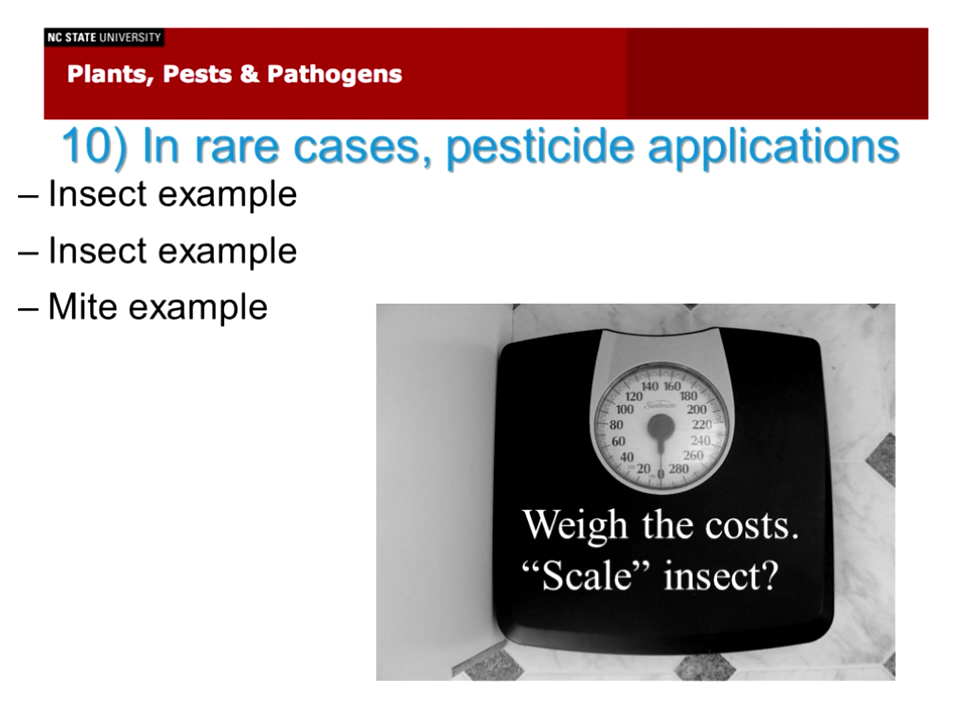 NC STATE UNIVERSITY
Plants, Pests & Pathogens
10) In rare cases, pesticide applications
– Insect example
– Insect example
– Mite example
140 160
120 180
100 200
80 220
60 240
40 260
20 0 280
Weigh the costs.
“Scale” insect?